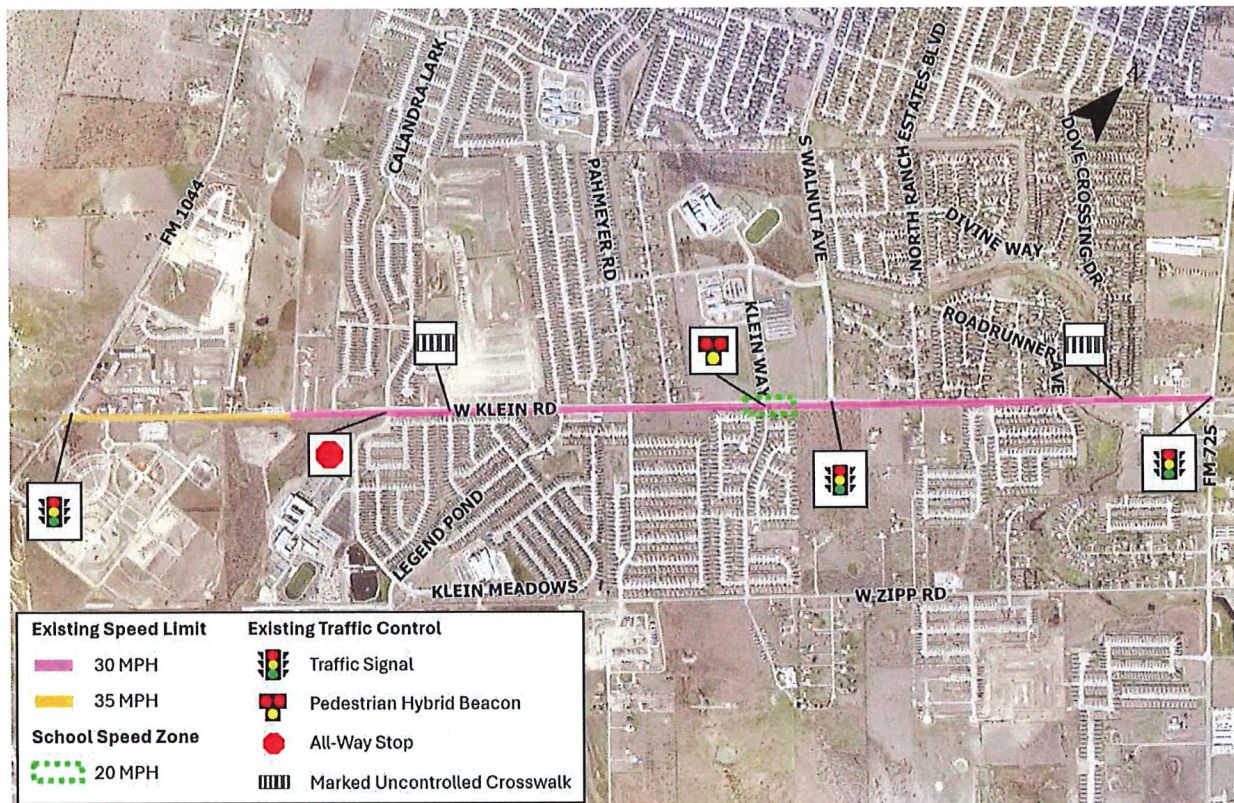 N
CALANDRA LARK
FM 1044
PAHMEYER RD
S WALNUT AVE
NORTH RANCH ESTATES BLVD
DIVINE WAY
DOVE CROSSING DR
ROADRUNNER AVE
KLEIN WAY
W KLEIN RD
FM 725
LEGEND POND
KLEIN MEADOWS
W ZIPP RD
Existing Speed Limit
30 MPH
35 MPH
School Speed Zone
20 MPH
Existing Traffic Control
Traffic Signal
Pedestrian Hybrid Beacon
All-Way Stop
Marked Uncontrolled Crosswalk